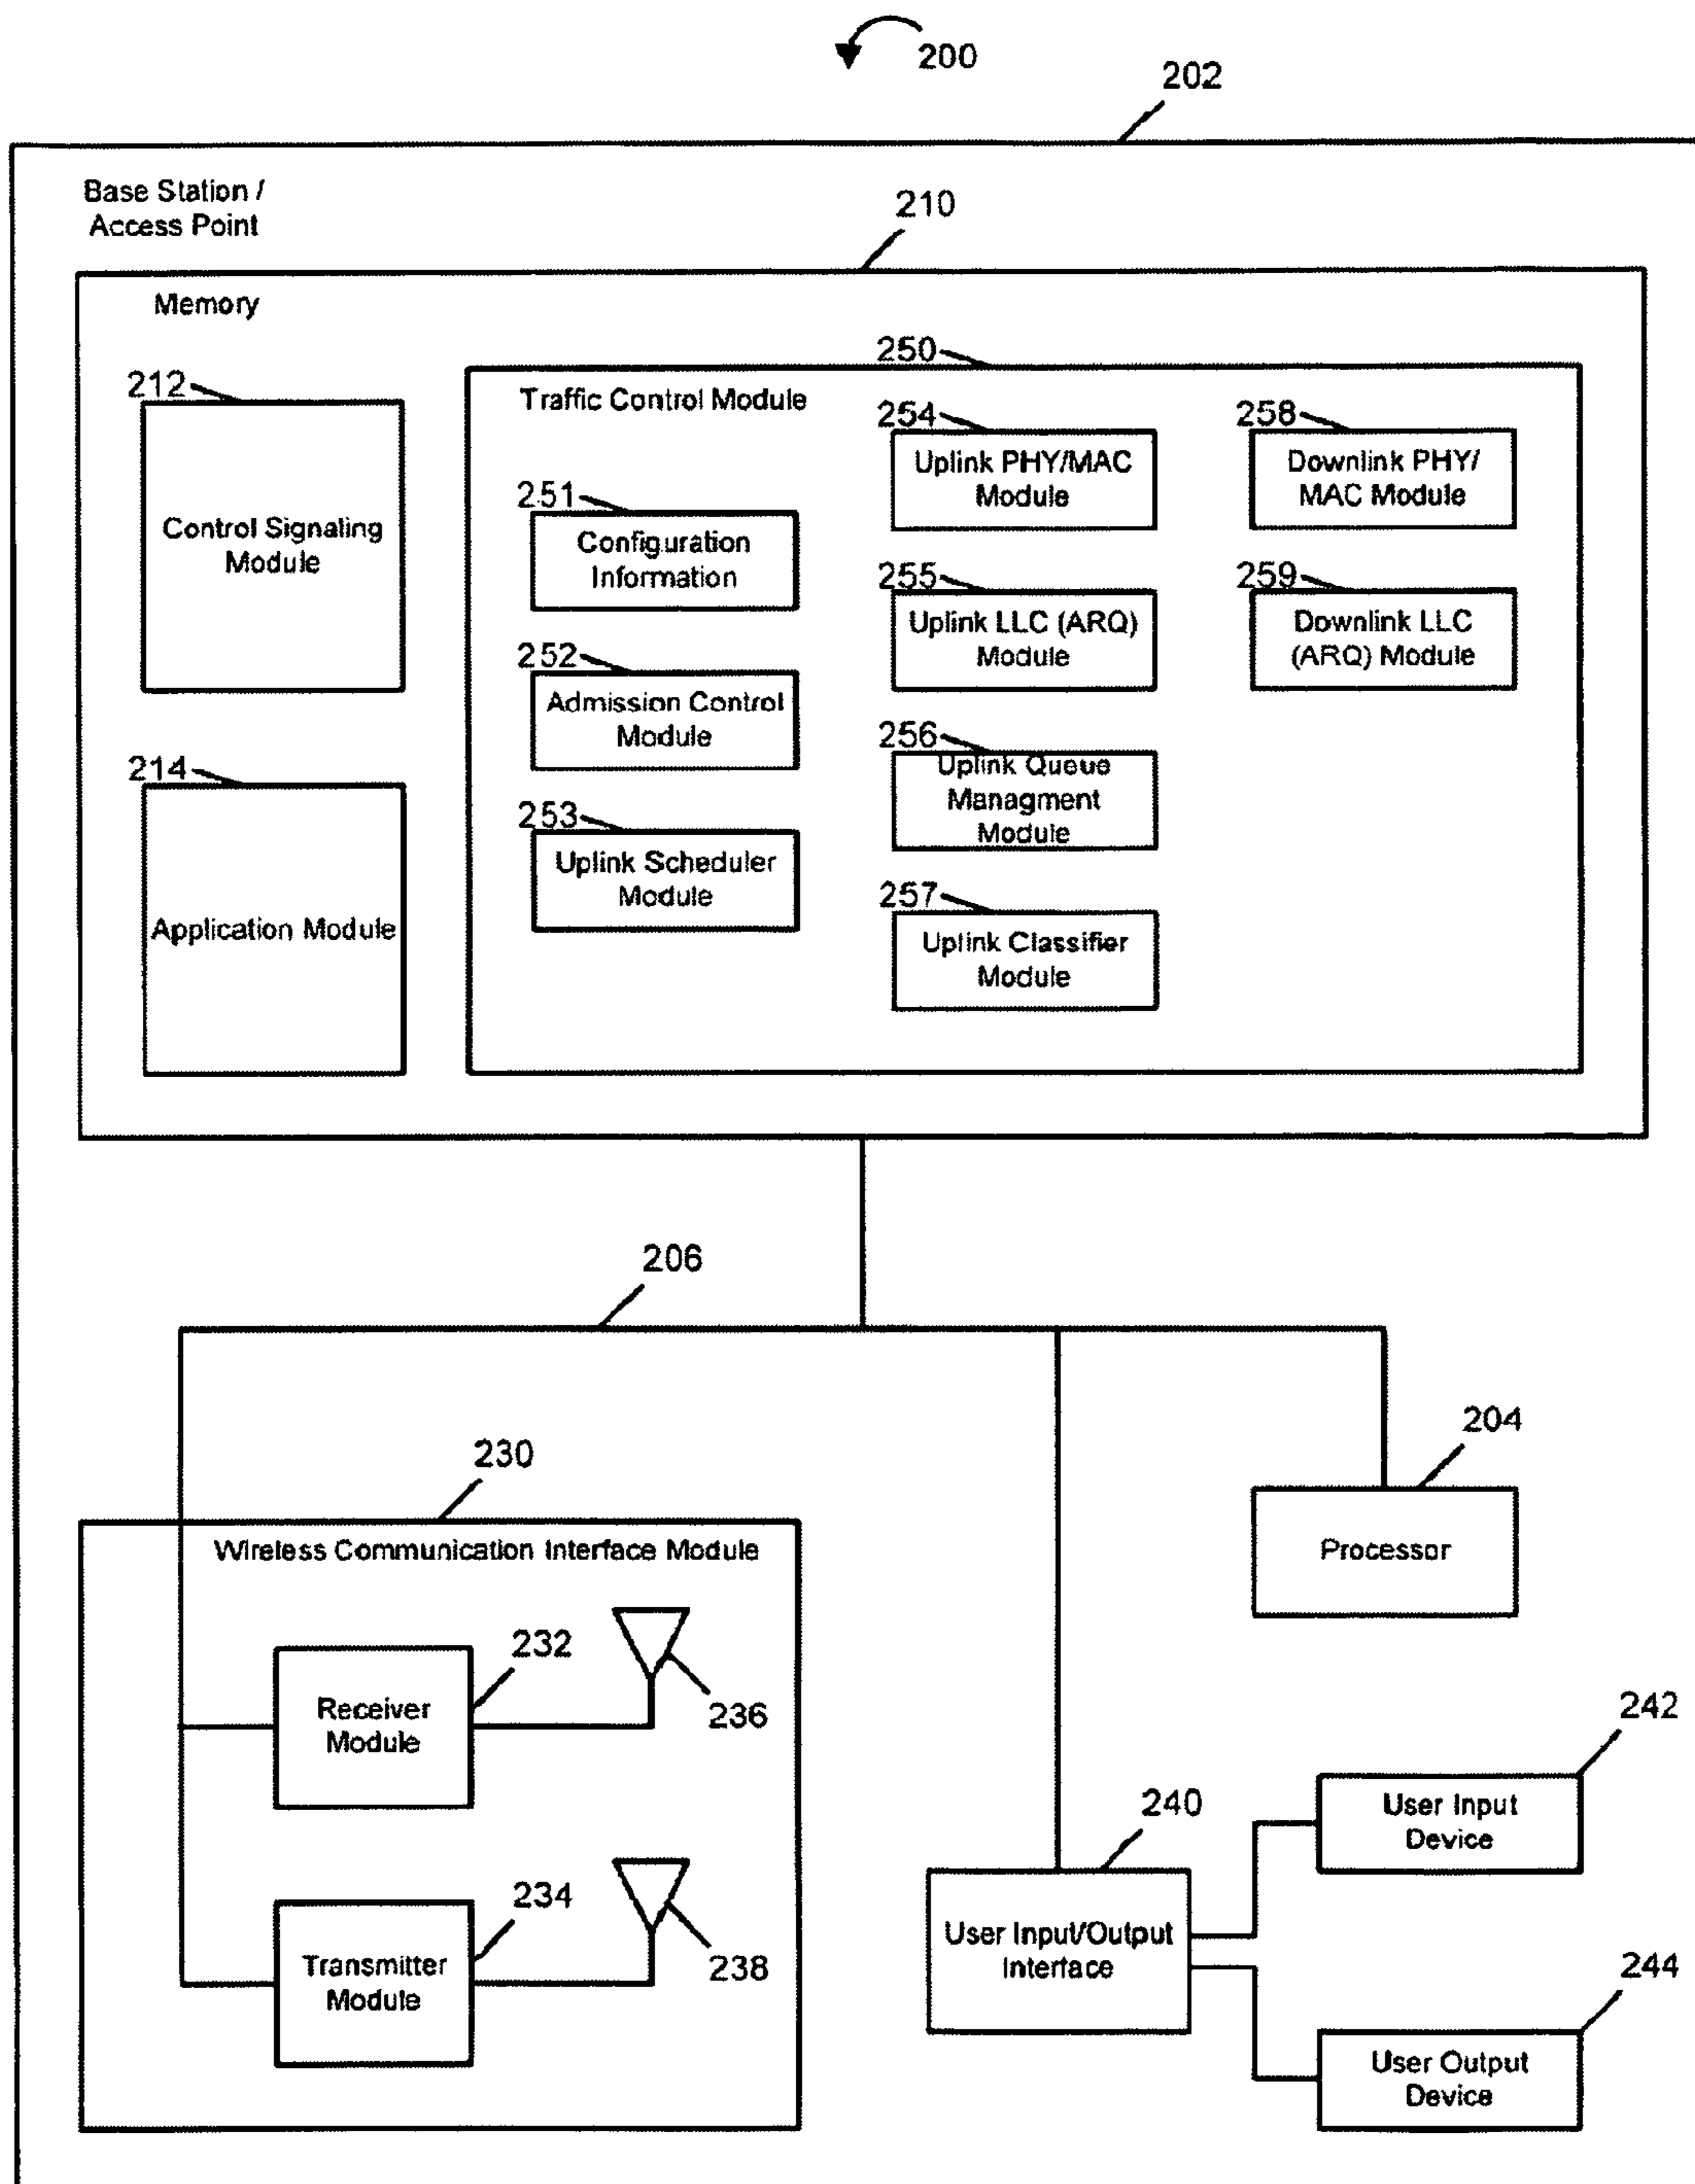 200
202
Base Station /
Access Point
210
Memory
250
212
Traffic Control Module
Control Signaling
Module
214
Application Module
251
Configuration
Information
252
Admission Control
Module
253
Uplink Scheduler
Module
254
Uplink PHY/MAC
Module
255
Uplink LLC (ARQ)
Module
256
Uplink Queue
Managment
Module
257
Uplink Classifier
Module
258
Downlink PHY/
MAC Module
259
Downlink LLC
(ARQ) Module
206
204
Processor
230
Wireless Communication Interface Module
232
Receiver
Module
236
234
Transmitter
Module
238
240
User Input/Output
Interface
242
User Input
Device
244
User Output
Device